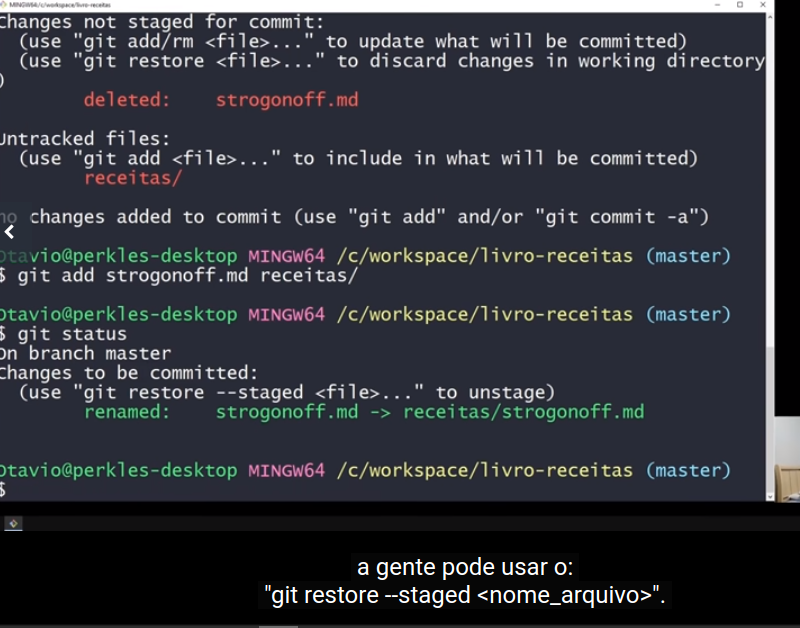 MINGW64:/c/workspace/livro-receitas
Changes not staged for commit:
(use "git add/rm <file>..." to update what will be committed)
(use "git restore <file>..." to discard changes in working directory
)
deleted:    strogonoff.md
Untracked files:
(use "git add <file>..." to include in what will be committed)
receitas/
no changes added to commit (use "git add" and/or "git commit -a")
Otavio@perkles-desktop MINGW64 /c/workspace/livro-receitas (master)
$ git add strogonoff.md receitas/
Otavio@perkles-desktop MINGW64 /c/workspace/livro-receitas (master)
$ git status
On branch master
Changes to be committed:
(use "git restore --staged <file>..." to unstage)
renamed:    strogonoff.md -> receitas/strogonoff.md
Otavio@perkles-desktop MINGW64 /c/workspace/livro-receitas (master)
$
a gente pode usar o:
"git restore --staged <nome_arquivo>".